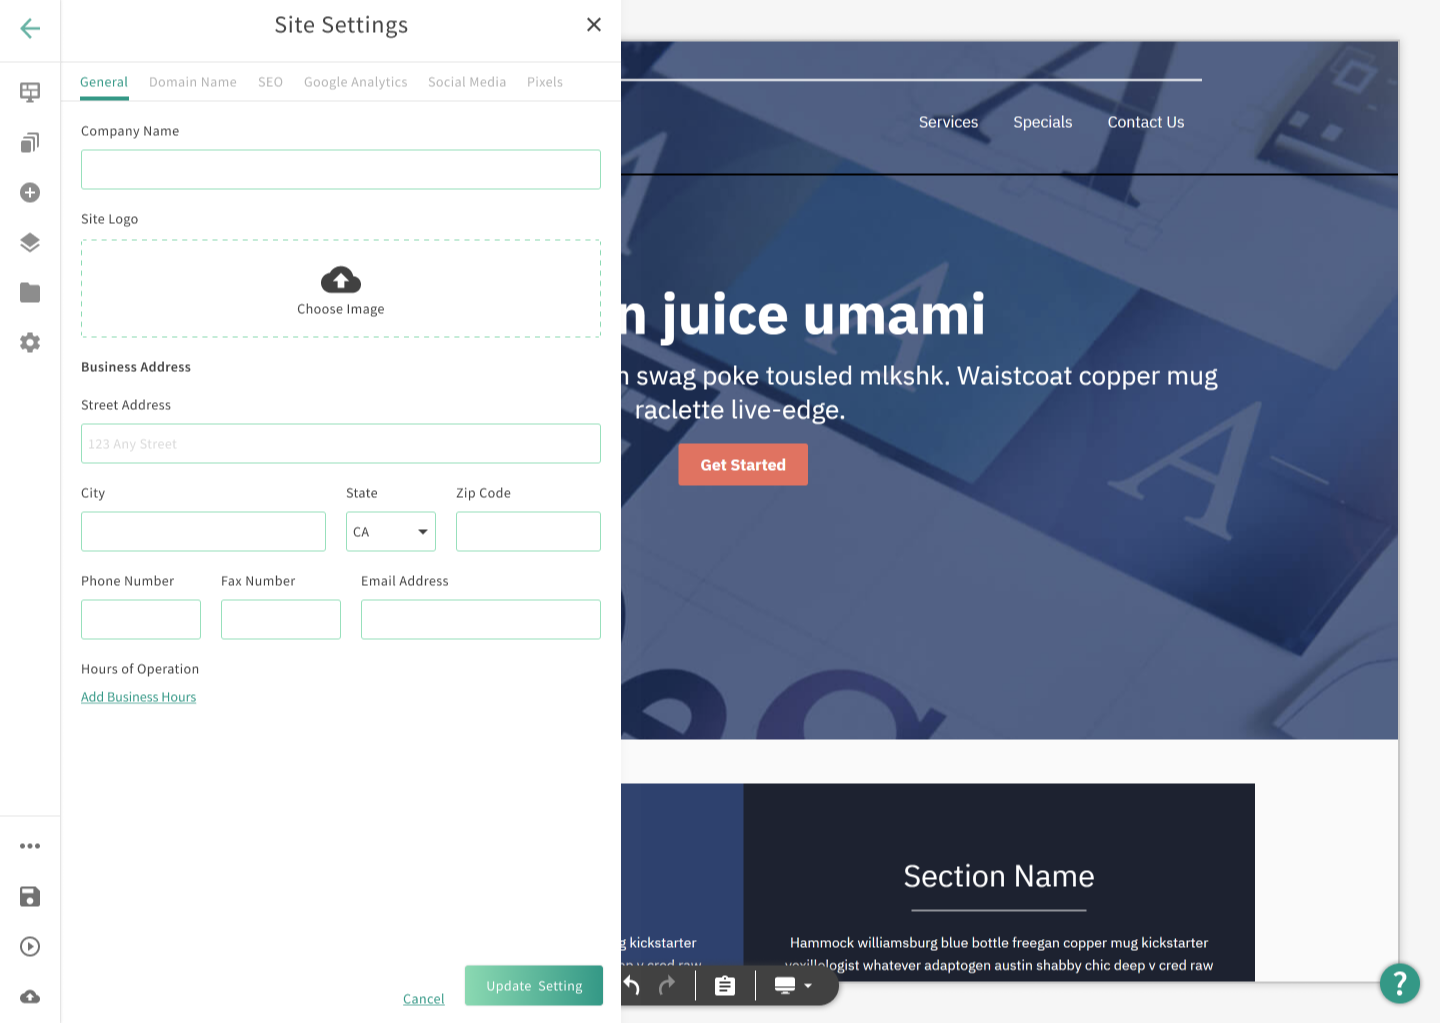 Site Settings
General Domain Name SEO Google Analytics Social Media Pixels
Company Name
Site Logo
Choose Image
Business Address
Street Address
123 Any Street
City State Zip Code
CA
Phone Number Fax Number Email Address
Hours of Operation
Add Business Hours
Cancel
Update Setting
Services Specials Contact Us
n juice umami
swag poke tousled mlkshk. Waistcoat copper mug
raclette live-edge.
Get Started
Section Name
g kickstarter
Hammock williamsburg blue bottle freegan copper mug kickstarter
p v cred raw
vexillologist whatever adaptogen austin shabby chic deep v cred raw
?